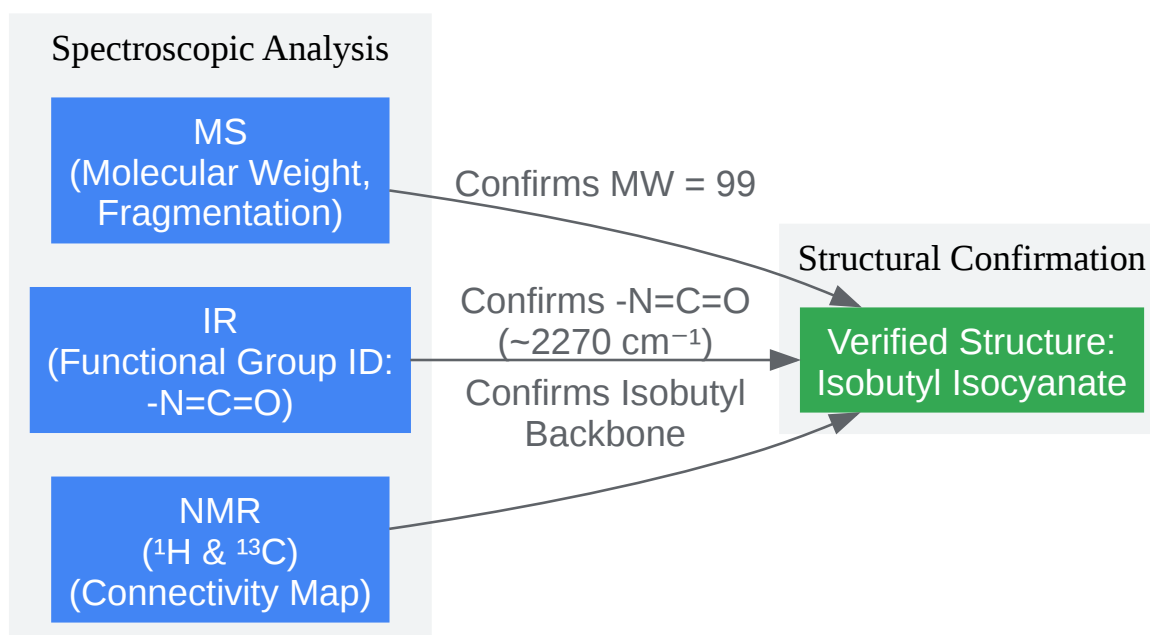 Spectroscopic Analysis
MS
(Molecular Weight,
Fragmentation)
IR
(Functional Group ID:
-N=C=O)
NMR
(¹H & ¹³C)
(Connectivity Map)
Confirms MW = 99
Confirms -N=C=O
(~2270 cm⁻¹)
Confirms Isobutyl
Backbone
Structural Confirmation
Verified Structure:
Isobutyl Isocyanate